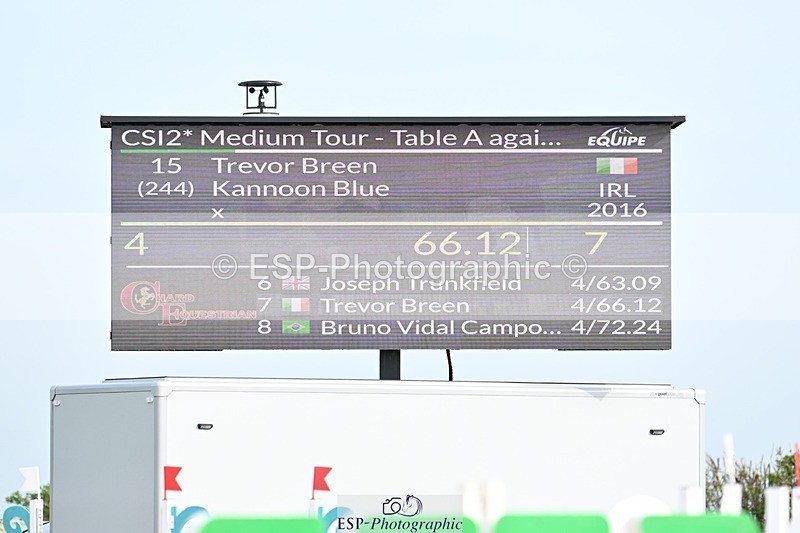 CSI2* Medium Tour - Table A agai... EQUIPE
15 Trevor Breen
(244) Kannoon Blue IRL
x 2016
4 66.12 7
© ESP-Photographic ©
6 Joseph Trunkfield 4/63.09
7 Trevor Breen 4/66.12
8 Bruno Vidal Campo... 4/72.24
CHARD
EQUESTRIAN
ESP-Photographic